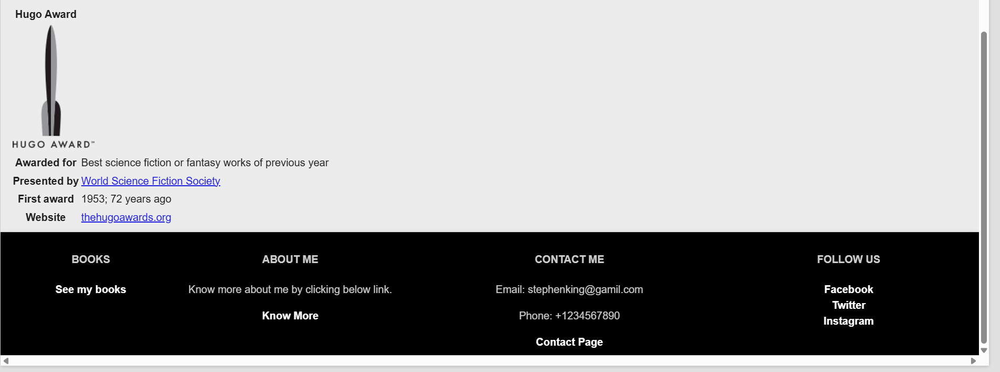 Hugo Award
HUGO AWARD℠
Awarded for Best science fiction or fantasy works of previous year
Presented by World Science Fiction Society
First award 1953; 72 years ago
Website thehugoawards.org
BOOKS
See my books
ABOUT ME
Know more about me by clicking below link.
Know More
CONTACT ME
Email: stephenking@gamil.com
Phone: +1234567890
Contact Page
FOLLOW US
Facebook
Twitter
Instagram